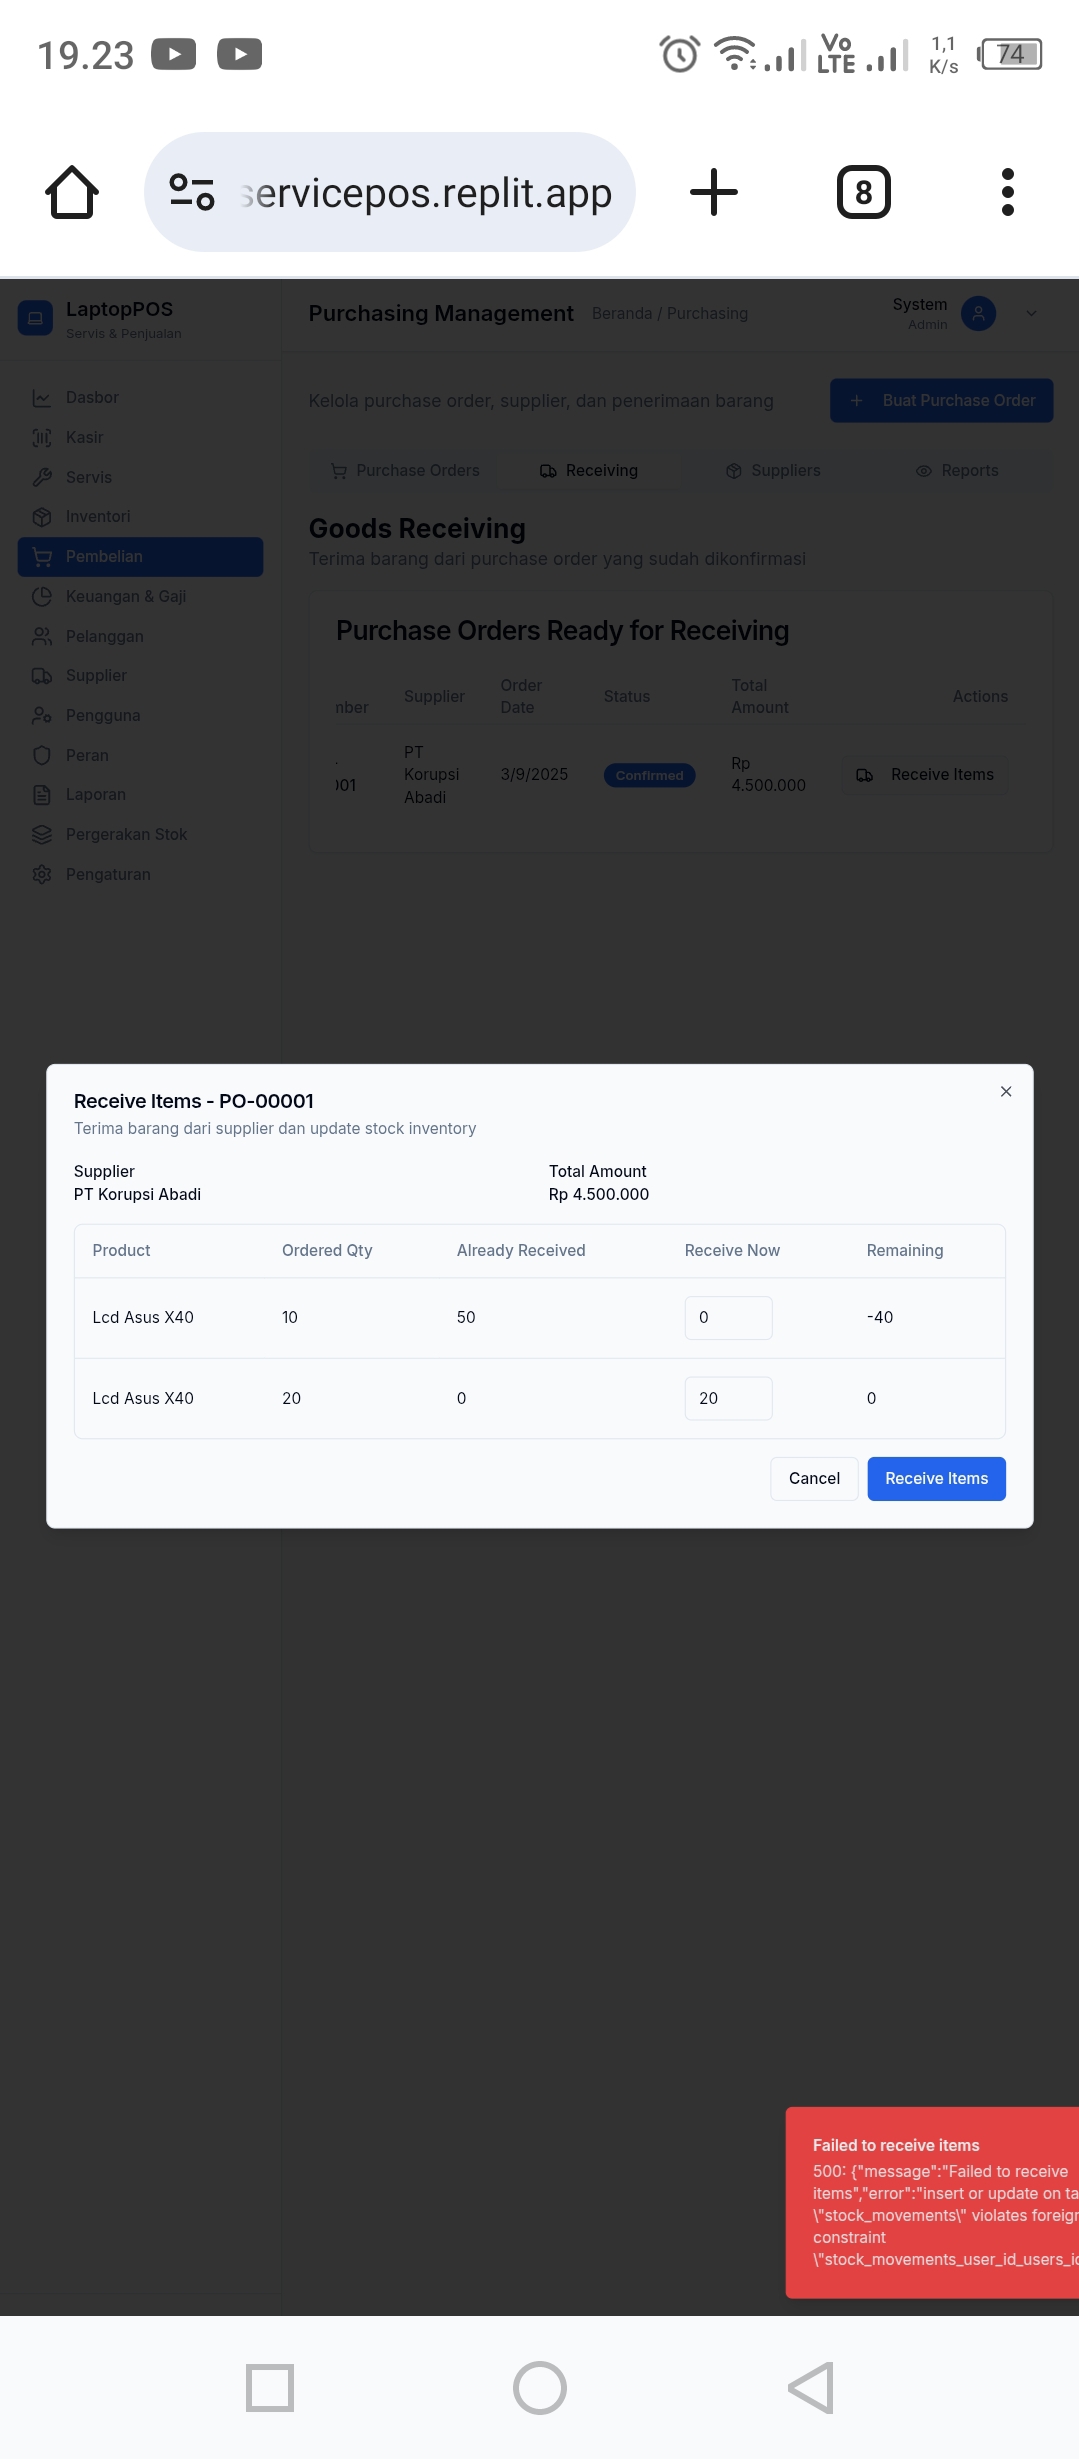 19.23
Vo
LTE
1,1
K/s
74
servicepos.replit.app
8
LaptopPOS
Servis & Penjualan
Purchasing Management
Beranda / Purchasing
System
Admin
Dasbor
Kasir
Servis
Inventori
Pembelian
Keuangan & Gaji
Pelanggan
Supplier
Pengguna
Peran
Laporan
Pergerakan Stok
Pengaturan
Kelola purchase order, supplier, dan penerimaan barang
Buat Purchase Order
Purchase Orders
Receiving
Suppliers
Reports
Goods Receiving
Terima barang dari purchase order yang sudah dikonfirmasi
Purchase Orders Ready for Receiving
Supplier
Order
Date
Status
Total
Amount
Actions
001
PT
Korupsi
Abadi
3/9/2025
Confirmed
Rp
4.500.000
Receive Items
Receive Items - PO-00001
Terima barang dari supplier dan update stock inventory
Supplier
PT Korupsi Abadi
Total Amount
Rp 4.500.000
Product Ordered Qty Already Received Receive Now Remaining
Lcd Asus X40 10 50 0 -40
Lcd Asus X40 20 0 20 0
Cancel
Receive Items
Failed to receive items
500: {"message":"Failed to receive
items","error":"insert or update on ta
\"stock_movements\" violates foreign
constraint
\"stock_movements_user_id_users_id